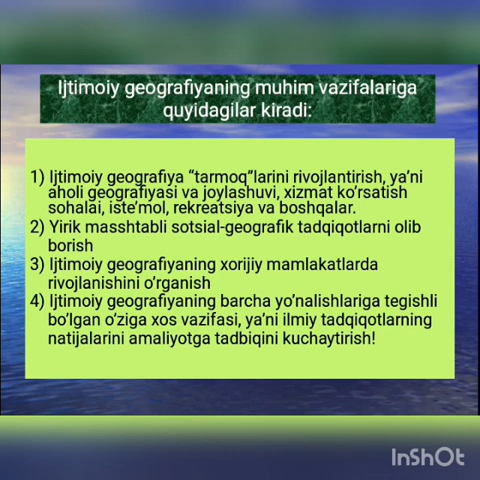 Ijtimoiy geografiyaning muhim vazifalariga
quyidagilar kiradi:
1) Ijtimoiy geografiya “tarmoq”larini rivojlantirish, ya’ni
aholi geografiyasi va joylashuvi, xizmat ko’rsatish
sohalai, iste’mol, rekreatsiya va boshqalar.
2) Yirik masshtabli sotsial-geografik tadqiqotlarni olib
borish
3) Ijtimoiy geografiyaning xorijiy mamlakatlarda
rivojlanishini o’rganish
4) Ijtimoiy geografiyaning barcha yo’nalishlariga tegishli
bo’lgan o’ziga xos vazifasi, ya’ni ilmiy tadqiqotlarning
natijalarini amaliyotga tadbiqini kuchaytirish!
InShOt